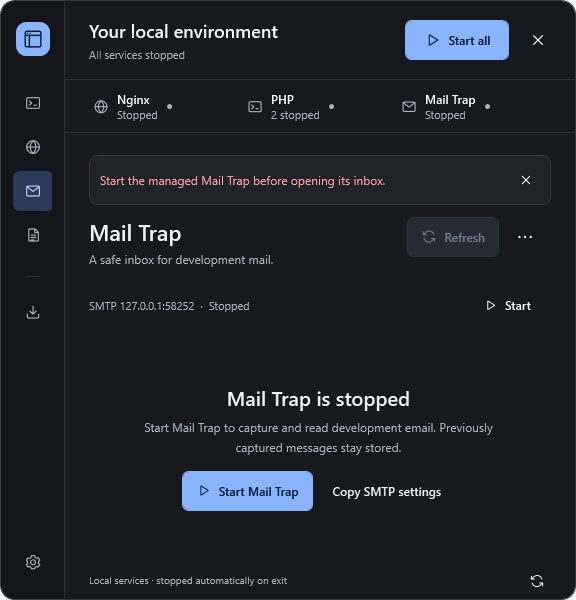 Your local environment
All services stopped
Start all
Nginx
Stopped
PHP
2 stopped
Mail Trap
Stopped
Start the managed Mail Trap before opening its inbox.
Mail Trap
A safe inbox for development mail.
Refresh
SMTP 127.0.0.1:58252 · Stopped
Start
Mail Trap is stopped
Start Mail Trap to capture and read development email. Previously
captured messages stay stored.
Start Mail Trap
Copy SMTP settings
Local services · stopped automatically on exit